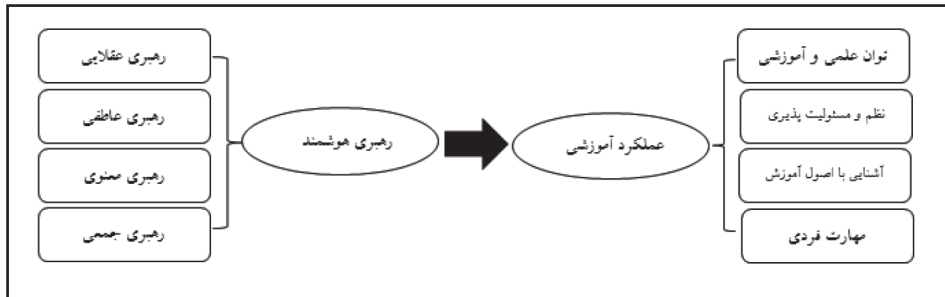 رهبری عقلایی
رهبری عاطفی
رهبری معنوی
رهبری جمعی
رهبری هوشمند
عملکرد آموزشی
توان علمی و آموزشی
نظم و مسئولیت پذیری
آشنایی با اصول آموزش
مهارت فردی